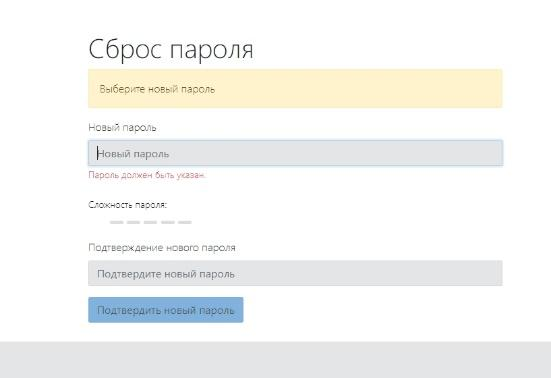 Сброс пароля
Выберите новый пароль
Новый пароль
Новый пароль
Пароль должен быть указан.
Сложность пароля:
Подтверждение нового пароля
Подтвердите новый пароль
Подтвердить новый пароль